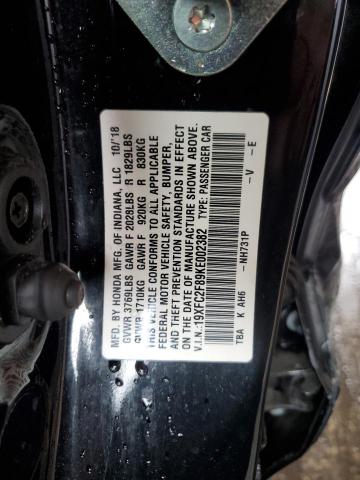 MFD. BY HONDA MFG. OF INDIANA, LLC 10/18
GVWR 3769LBS GAWR F 2028LBS R 1829LBS
GVWR 1710KG GAWR F 920KG R 830KG
THIS VEHICLE CONFORMS TO ALL APPLICABLE
FEDERAL MOTOR VEHICLE SAFETY, BUMPER,
AND THEFT PREVENTION STANDARDS IN EFFECT
ON THE DATE OF MANUFACTURE SHOWN ABOVE.
V.I.N.:19XFC2F89KE002382 TYPE: PASSENGER CAR
TBA K AH6 -NH731P -V -E